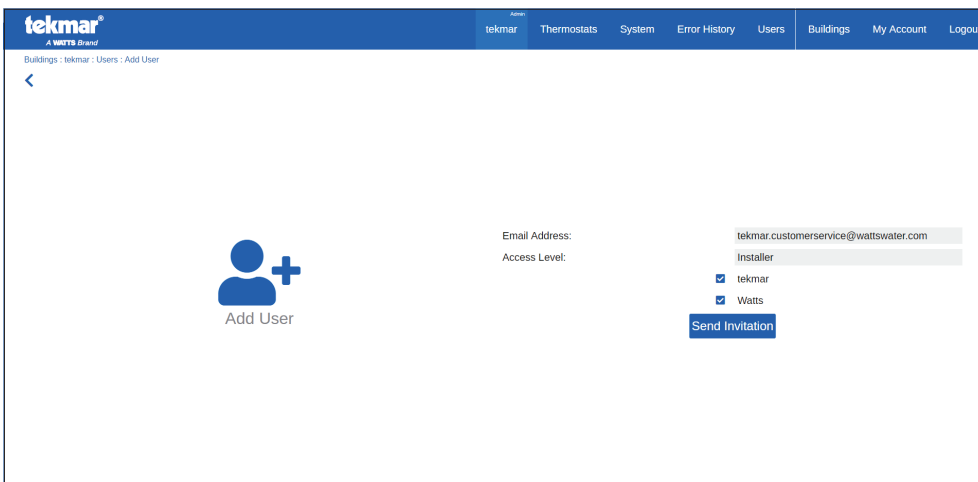 tekmar®
A WATTS Brand
Admin
tekmar Thermostats System Error History Users Buildings My Account Logou
Buildings : tekmar : Users : Add User
Email Address: tekmar.customerservice@wattswater.com
Access Level: Installer
tekmar
Watts
Send Invitation
Add User